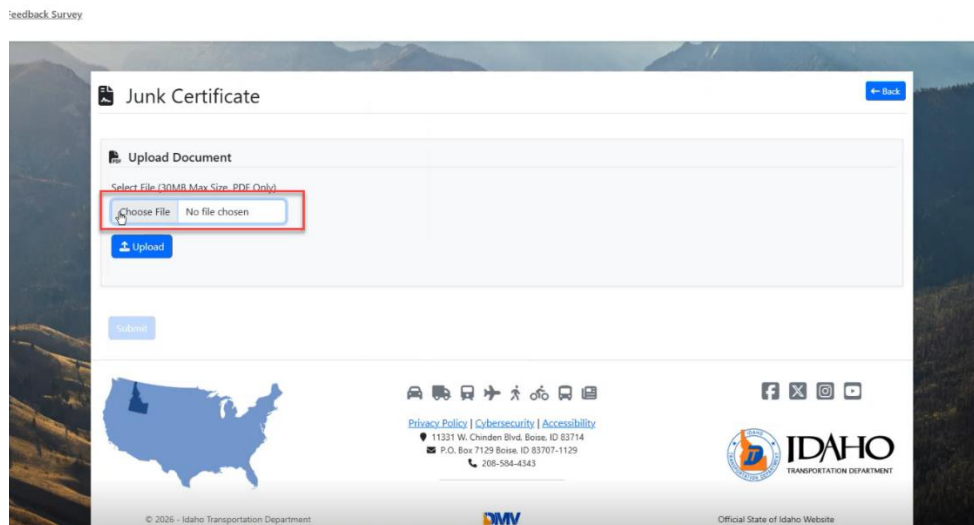 Feedback Survey
Junk Certificate
← Back
PDF
Upload Document
Select File (30MB Max Size, PDF Only)
Choose File No file chosen
Upload
Submit
Privacy Policy | Cybersecurity | Accessibility
11331 W. Chinden Blvd. Boise, ID 83714
P.O. Box 7129 Boise, ID 83707-1129
208-584-4343
IDAHO
TRANSPORTATION DEPARTMENT
© 2026 - Idaho Transportation Department
DMV
Official State of Idaho Website